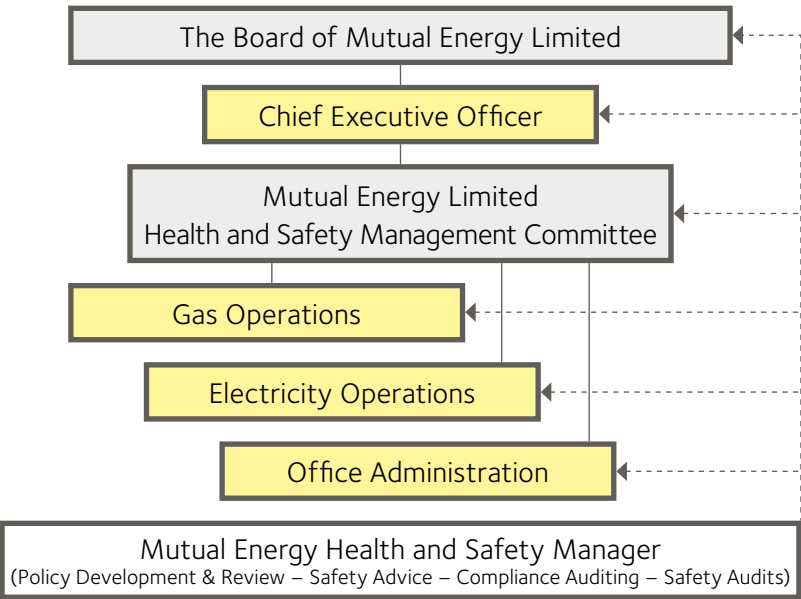 The Board of Mutual Energy Limited
Chief Executive Officer
Mutual Energy Limited
Health and Safety Management Committee
Gas Operations
Electricity Operations
Office Administration
Mutual Energy Health and Safety Manager
(Policy Development & Review – Safety Advice – Compliance Auditing – Safety Audits)